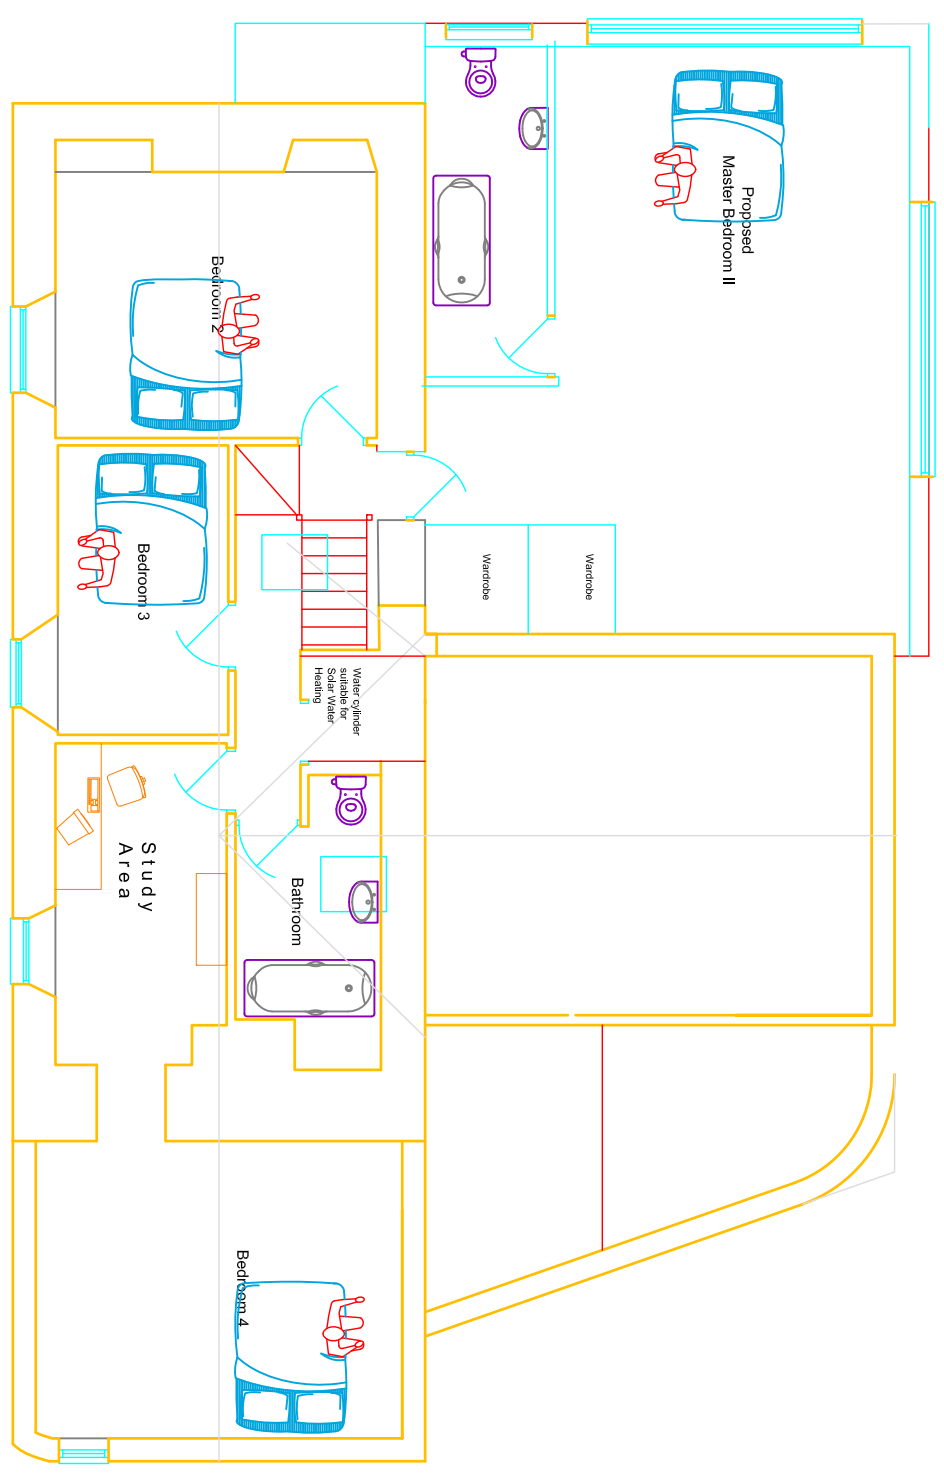 Proposed
Master Bedroom II
Bedroom 2
Bedroom 3
Wardrobe
Wardrobe
Water cylinder
suitable for
Solar Water
Heating
Study
Area
Bathroom
Bedroom 4